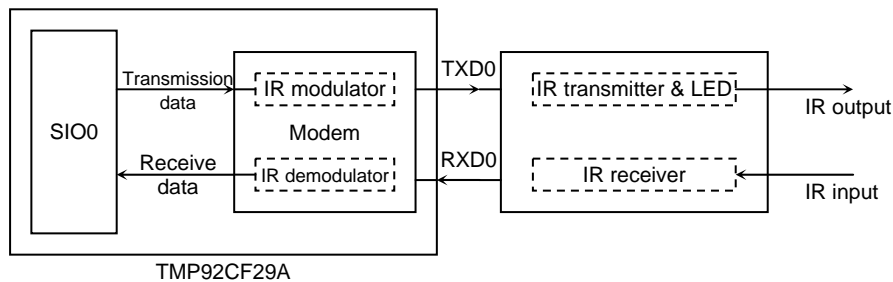 Transmission
data
SIO0
Receive
data
IR modulator
Modem
IR demodulator
TXD0
RXD0
IR transmitter & LED
IR receiver
IR output
IR input
TMP92CF29A